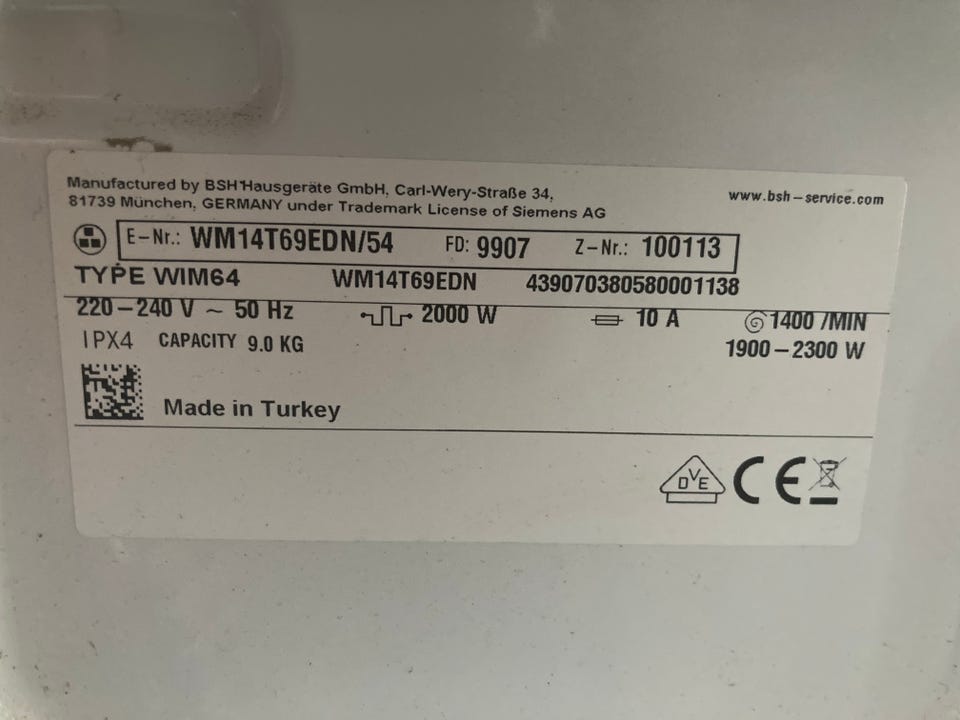 Manufactured by BSH Hausgeräte GmbH, Carl-Wery-Straße 34,
81739 München, GERMANY under Trademark License of Siemens AG
www.bsh-service.com
E-Nr.: WM14T69EDN/54 FD: 9907 Z-Nr.: 100113
TYPE WIM64 WM14T69EDN 439070380580001138
220-240 V ~ 50 Hz 2000 W 10 A 1400 /MIN
IPX4 CAPACITY 9.0 KG 1900-2300 W
Made in Turkey
DVE CE